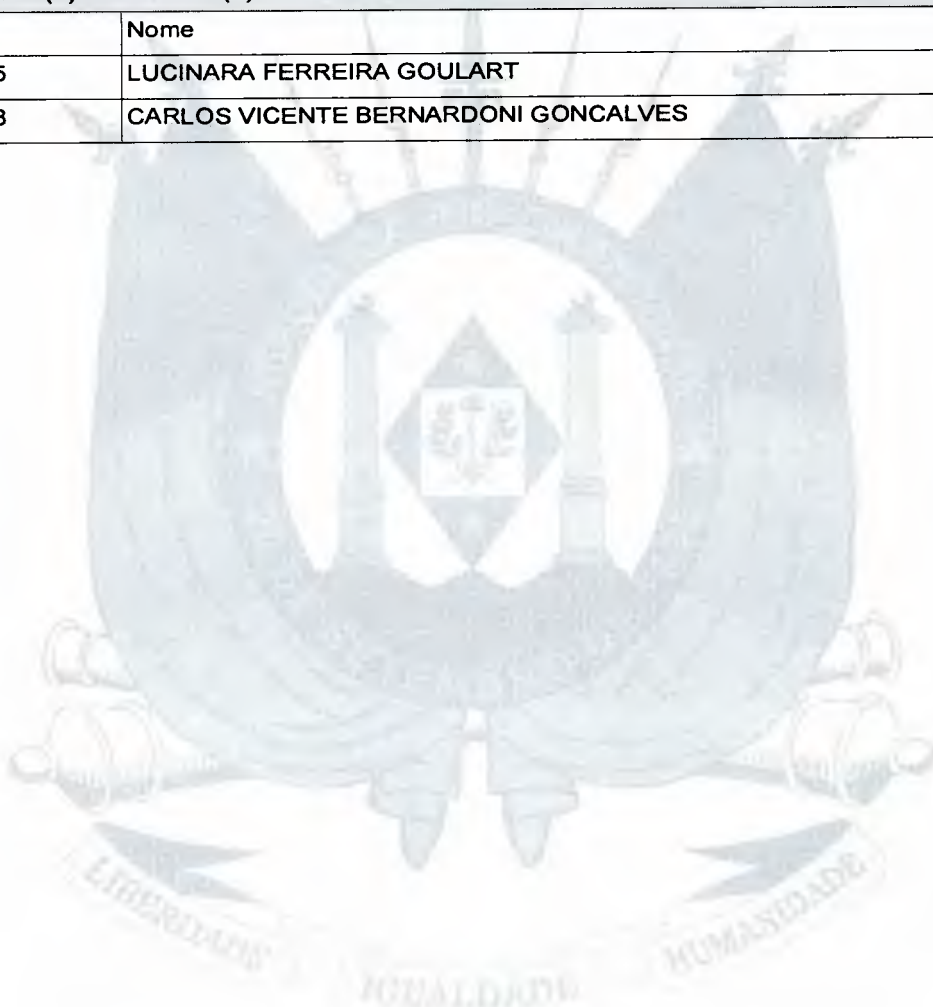 Nome
5 LUCINARA FERREIRA GOULART
3 CARLOS VICENTE BERNARDONI GONCALVES
LIBERDADE
IGUALDADE
HUMANIDADE